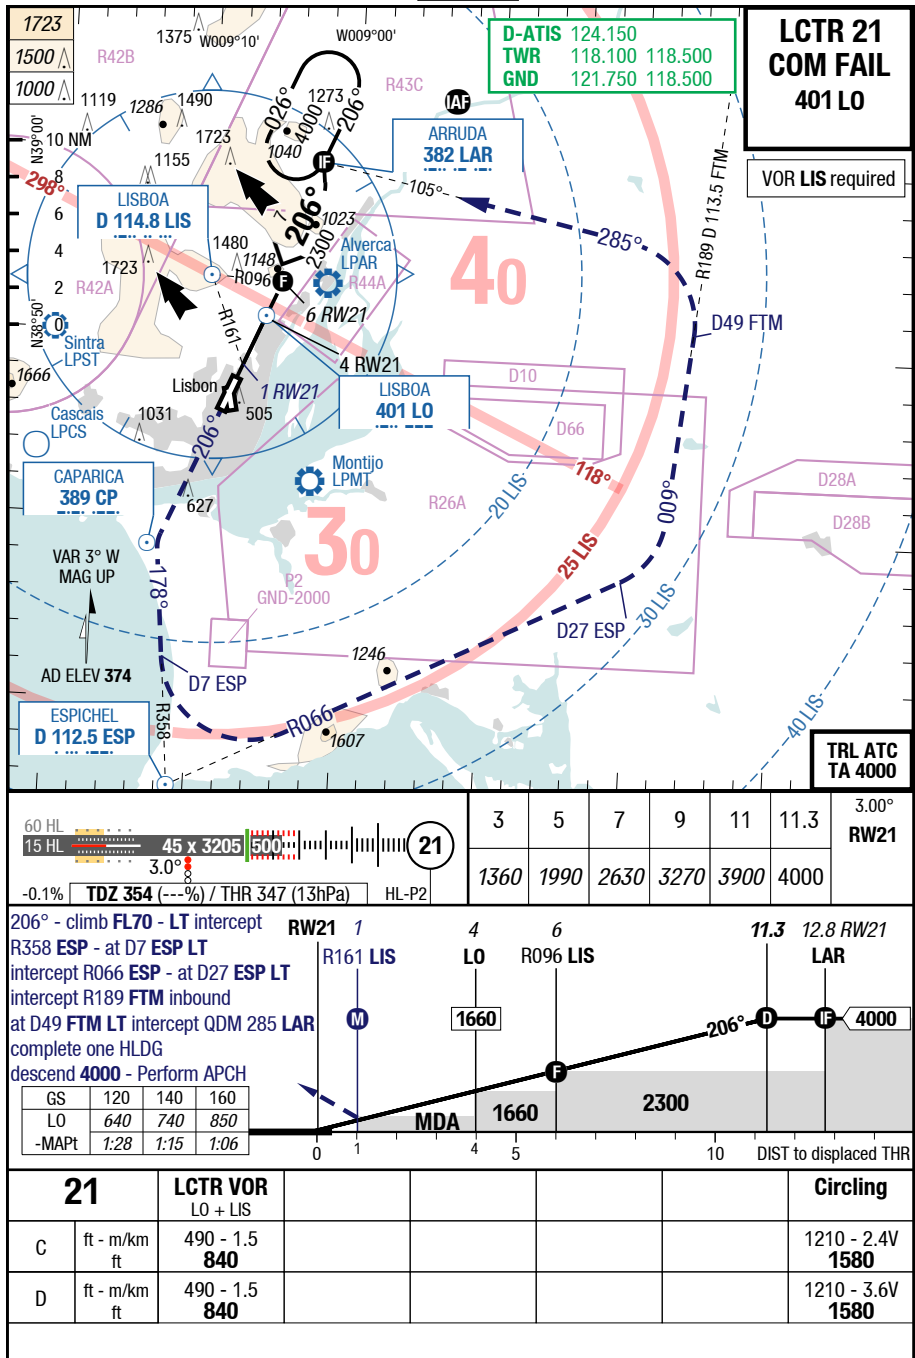 1723
1500
1000
1375
W009°10'
W009°00'
R42B
R43C
D-ATIS 124.150
TWR 118.100 118.500
GND 121.750 118.500
LCTR 21
COM FAIL
401 LO
VOR LIS required
IAF
ARRUDA
382 LAR
N39°00'
10 NM
8
6
4
2
0
N38°50'
1119
1286
1490
1723
1155
1273
1040
026°
4000
206°
IF
105°
298°
LISBOA
D 114.8 LIS
206°
7
1023
2300
1480
1148
R096
F
1723
R42A
Alverca
LPAR
R44A
6 RW21
40
285°
R189 D 113.5 FTM
D49 FTM
Sintra
LPST
R161
4 RW21
1666
Lisbon
1 RW21
505
LISBOA
401 LO
D10
D66
Cascais
LPCS
1031
206°
CAPARICA
389 CP
627
Montijo
LPMT
118°
R26A
20 LIS
009°
D28A
D28B
30
VAR 3° W
MAG UP
178°
P2
GND-2000
25 LIS
30 LIS
D27 ESP
AD ELEV 374
1246
D7 ESP
ESPICHEL
D 112.5 ESP
R358
R066
1607
40 LIS
TRL ATC
TA 4000
60 HL
15 HL
45 x 3205
500
21
3.0°
-0.1%
TDZ 354 (---%) / THR 347 (13hPa)
HL-P2
3 5 7 9 11 11.3
3.00°
RW21
1360 1990 2630 3270 3900 4000
206° - climb FL70 - LT intercept
R358 ESP - at D7 ESP LT
intercept R066 ESP - at D27 ESP LT
intercept R189 FTM inbound
at D49 FTM LT intercept QDM 285 LAR
complete one HLDG
descend 4000 - Perform APCH
RW21 1 4 6 11.3 12.8 RW21
R161 LIS LO R096 LIS LAR
M
1660
206°
D
IF
4000
F
MDA
1660
2300
GS 120 140 160
LO 640 740 850
-MAPt 1:28 1:15 1:06
0 1 4 5 10 DIST to displaced THR
21
LCTR VOR
LO + LIS
Circling
C
ft - m/km
ft
490 - 1.5
840
1210 - 2.4V
1580
D
ft - m/km
ft
490 - 1.5
840
1210 - 3.6V
1580